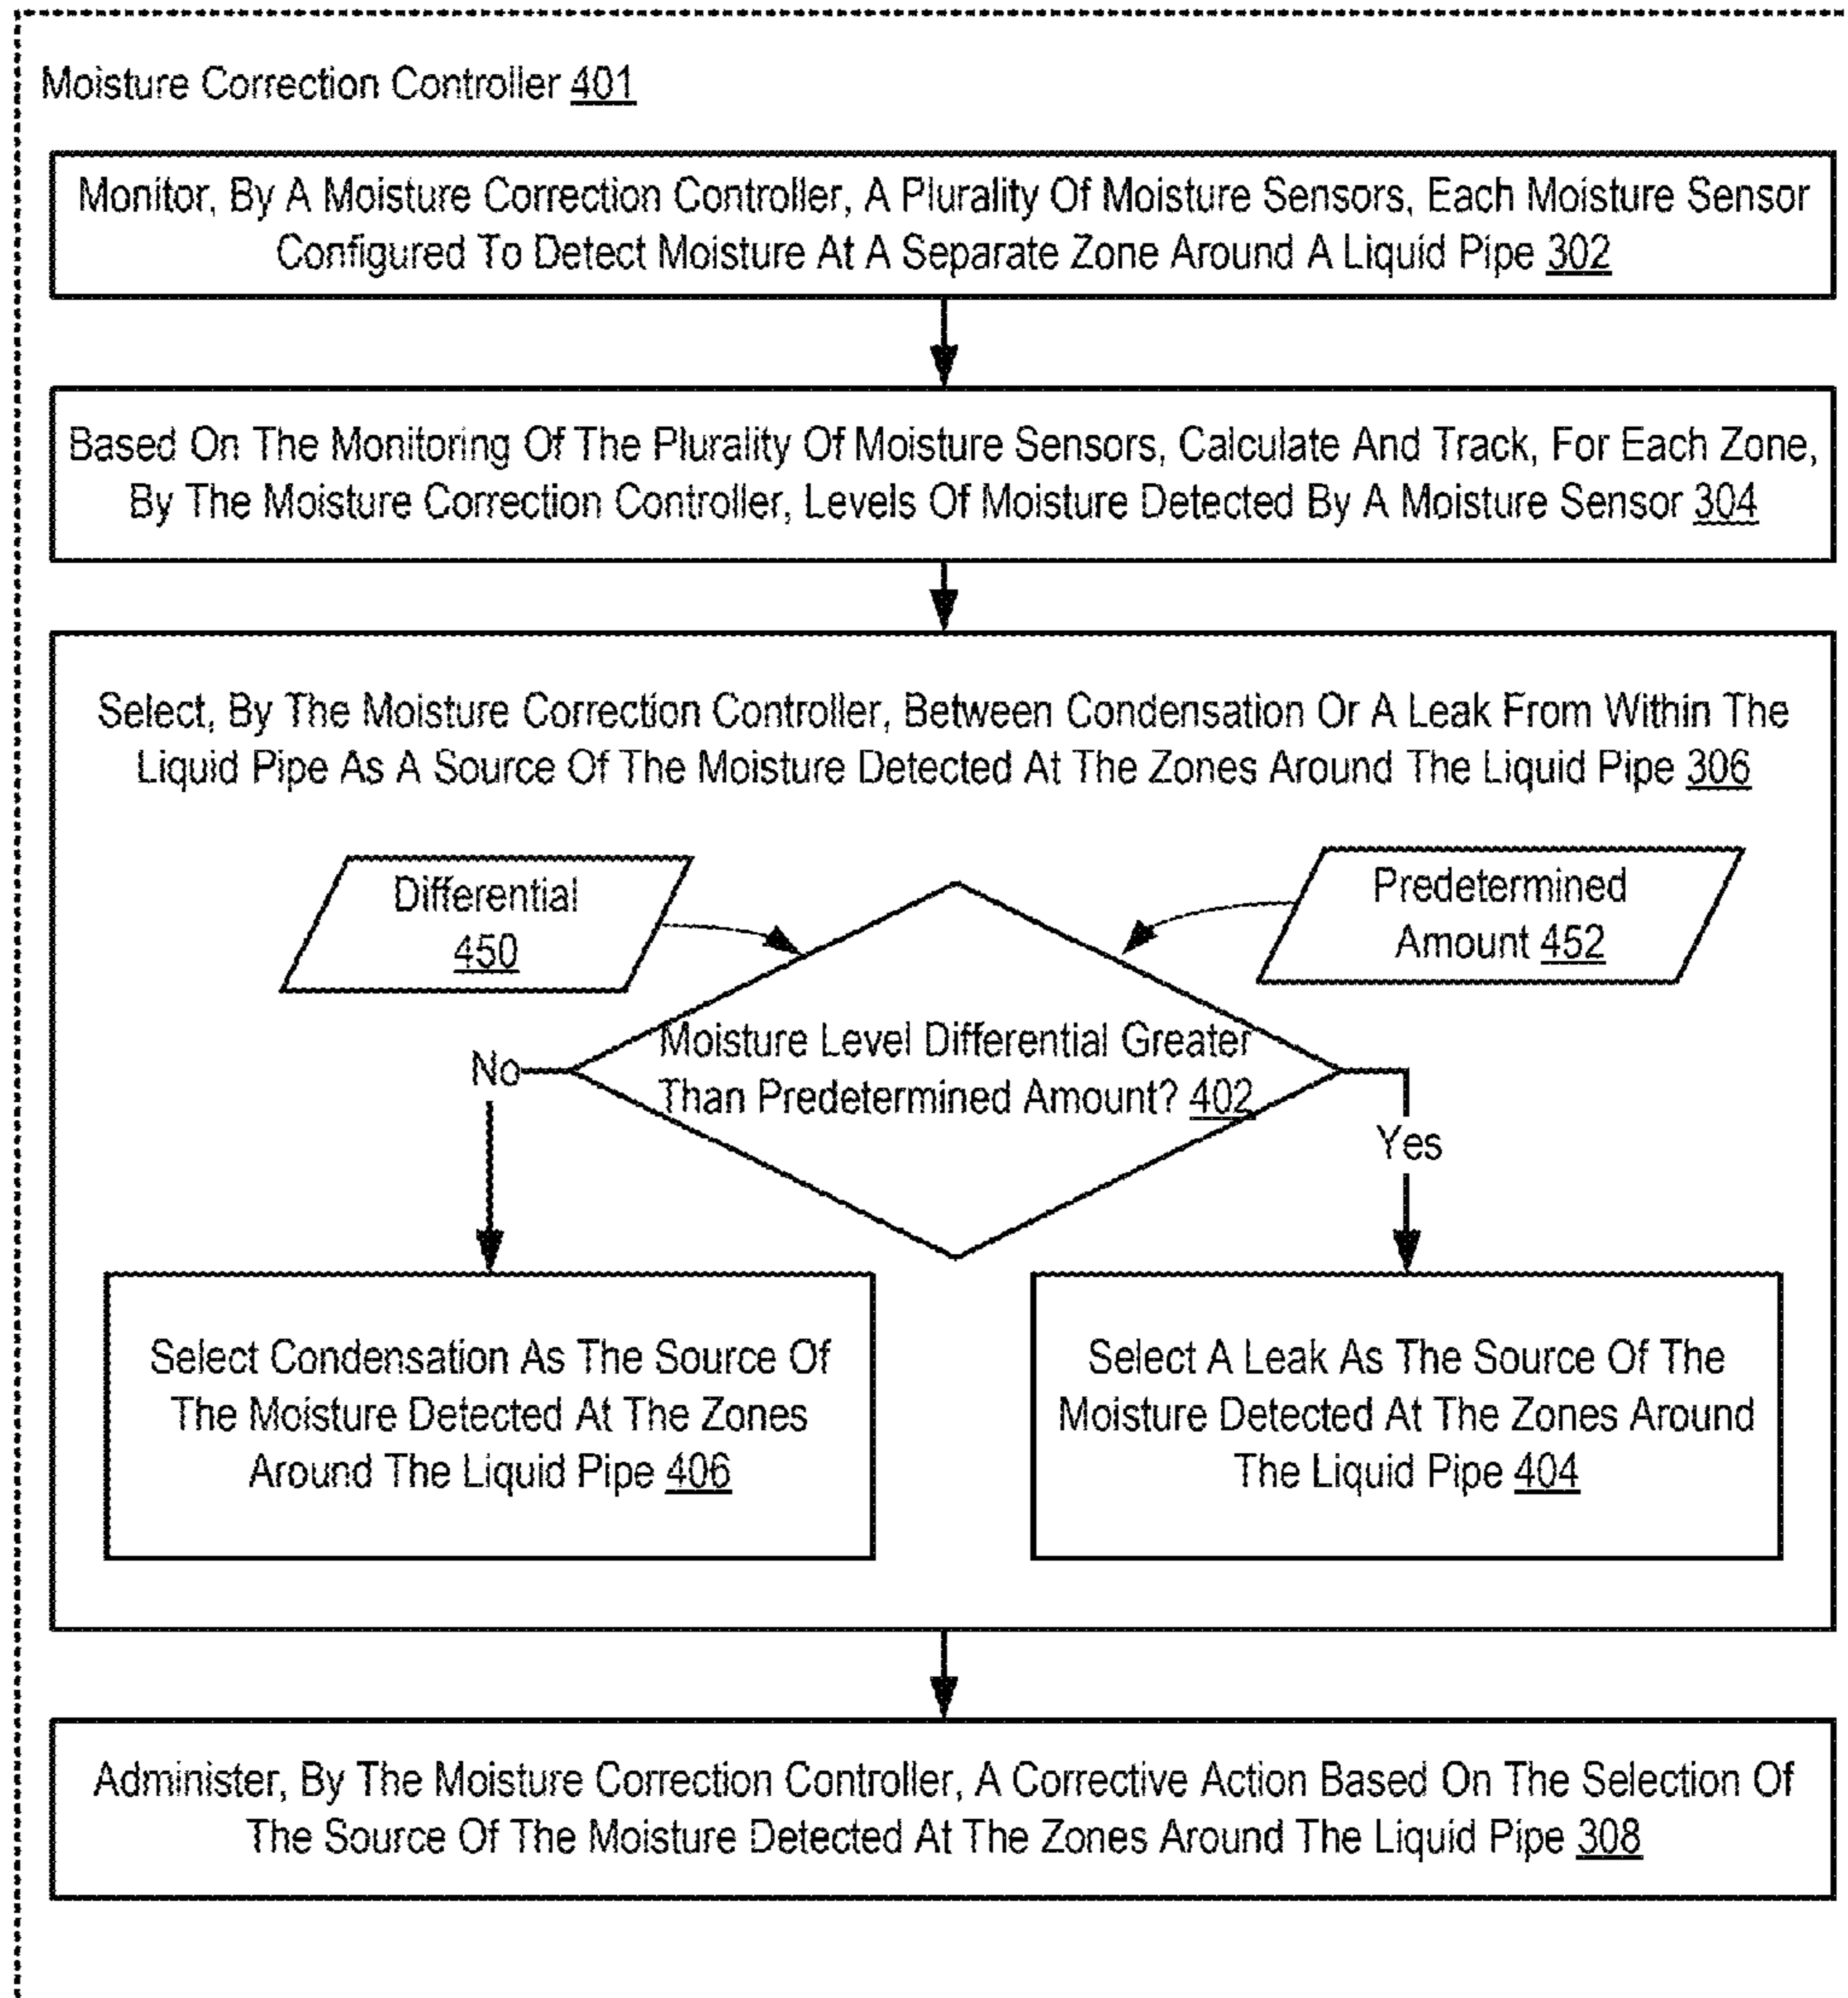 Moisture Correction Controller 401
Monitor, By A Moisture Correction Controller, A Plurality Of Moisture Sensors, Each Moisture Sensor
Configured To Detect Moisture At A Separate Zone Around A Liquid Pipe 302
Based On The Monitoring Of The Plurality Of Moisture Sensors, Calculate And Track, For Each Zone,
By The Moisture Correction Controller, Levels Of Moisture Detected By A Moisture Sensor 304
Select, By The Moisture Correction Controller, Between Condensation Or A Leak From Within The
Liquid Pipe As A Source Of The Moisture Detected At The Zones Around The Liquid Pipe 306
Differential
450
Predetermined
Amount 452
Moisture Level Differential Greater
Than Predetermined Amount? 402
No
Yes
Select Condensation As The Source Of
The Moisture Detected At The Zones
Around The Liquid Pipe 406
Select A Leak As The Source Of The
Moisture Detected At The Zones Around
The Liquid Pipe 404
Administer, By The Moisture Correction Controller, A Corrective Action Based On The Selection Of
The Source Of The Moisture Detected At The Zones Around The Liquid Pipe 308